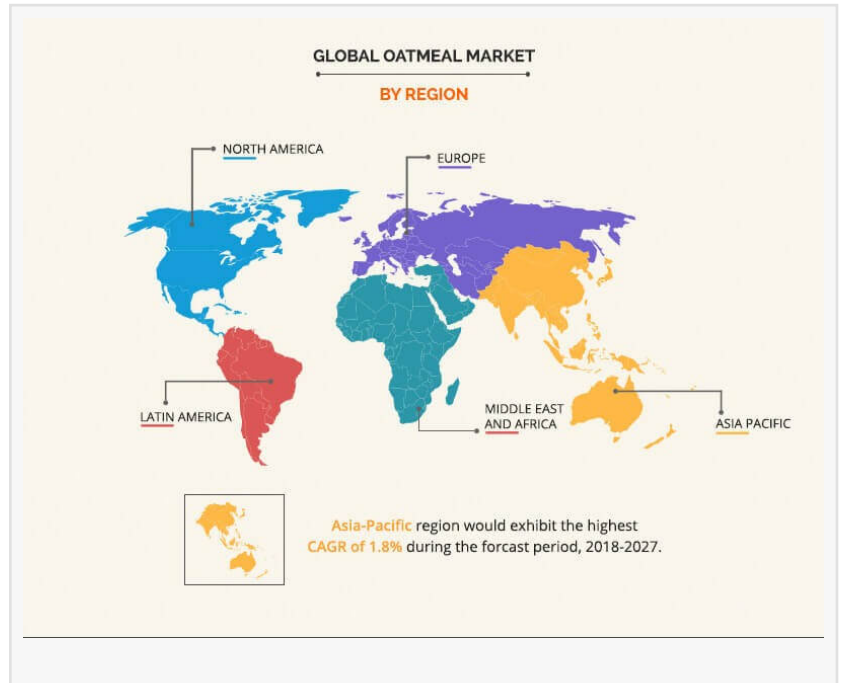 GLOBAL OATMEAL MARKET
BY REGION
NORTH AMERICA
EUROPE
LATIN AMERICA
MIDDLE EAST
AND AFRICA
ASIA PACIFIC
Asia-Pacific region would exhibit the highest
CAGR of 1.8% during the forcast period, 2018-2027.